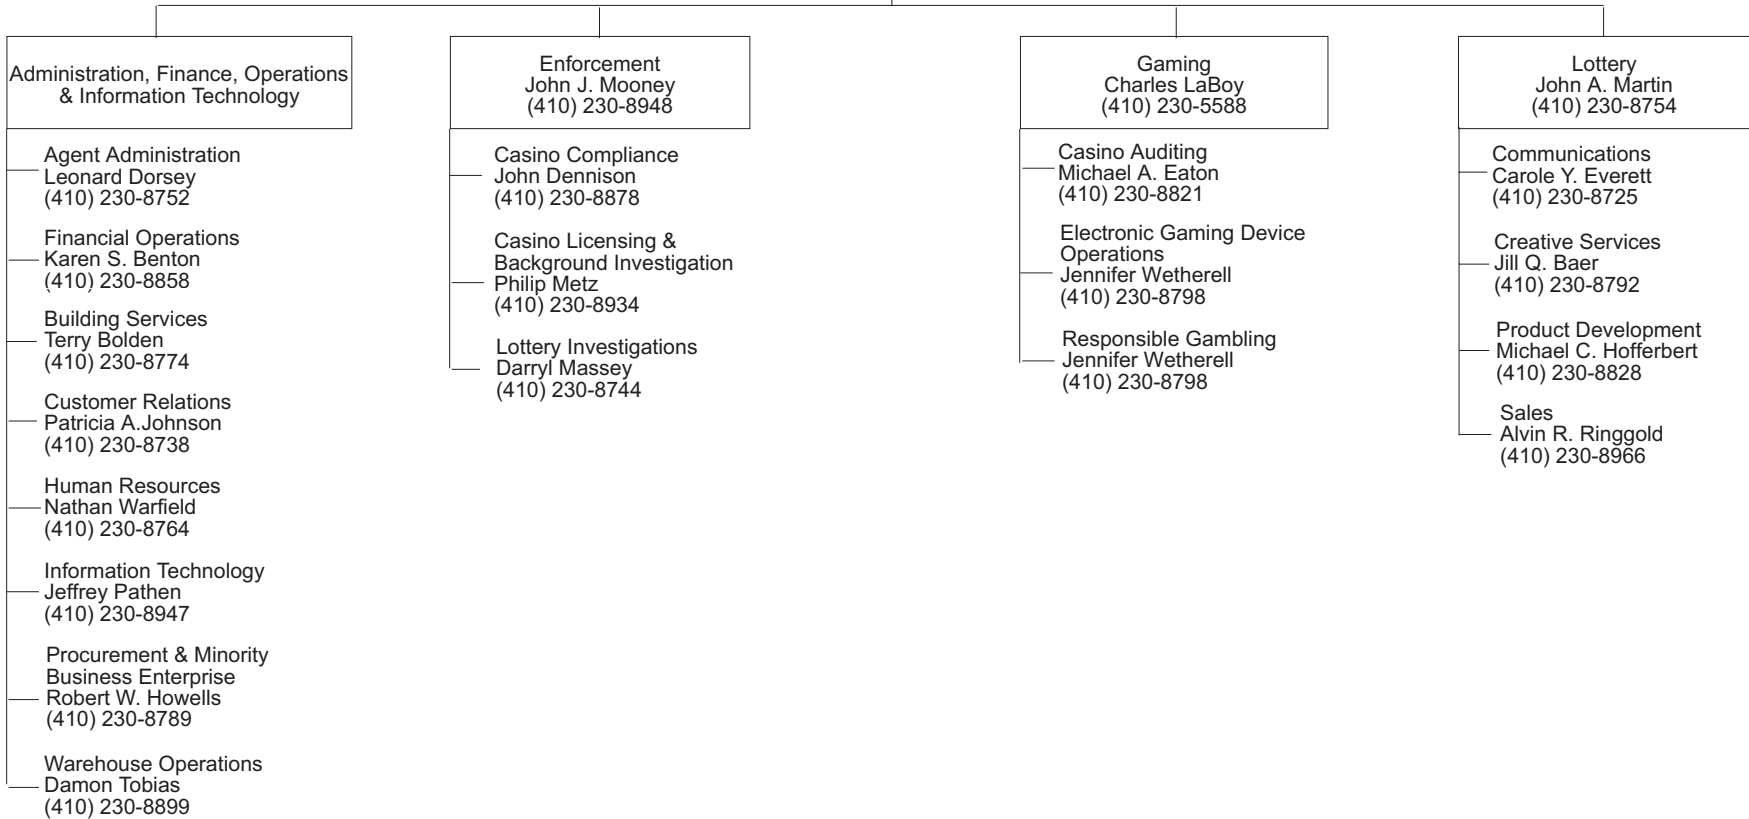 Administration, Finance, Operations
& Information Technology
Agent Administration
Leonard Dorsey
(410) 230-8752
Financial Operations
Karen S. Benton
(410) 230-8858
Building Services
Terry Bolden
(410) 230-8774
Customer Relations
Patricia A.Johnson
(410) 230-8738
Human Resources
Nathan Warfield
(410) 230-8764
Information Technology
Jeffrey Pathen
(410) 230-8947
Procurement & Minority
Business Enterprise
Robert W. Howells
(410) 230-8789
Warehouse Operations
Damon Tobias
(410) 230-8899
Enforcement
John J. Mooney
(410) 230-8948
Casino Compliance
John Dennison
(410) 230-8878
Casino Licensing &
Background Investigation
Philip Metz
(410) 230-8934
Lottery Investigations
Darryl Massey
(410) 230-8744
Gaming
Charles LaBoy
(410) 230-5588
Casino Auditing
Michael A. Eaton
(410) 230-8821
Electronic Gaming Device
Operations
Jennifer Wetherell
(410) 230-8798
Responsible Gambling
Jennifer Wetherell
(410) 230-8798
Lottery
John A. Martin
(410) 230-8754
Communications
Carole Y. Everett
(410) 230-8725
Creative Services
Jill Q. Baer
(410) 230-8792
Product Development
Michael C. Hofferbert
(410) 230-8828
Sales
Alvin R. Ringgold
(410) 230-8966